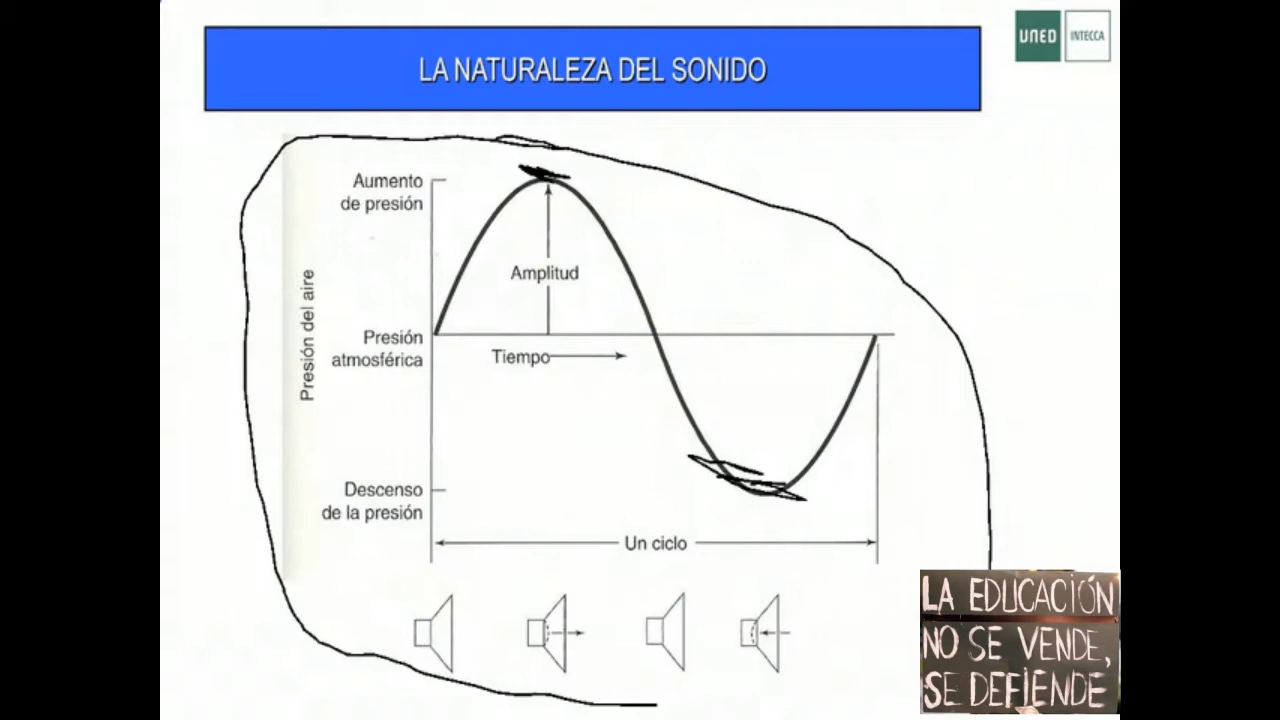 LA NATURALEZA DEL SONIDO
UNED
INTECCA
Aumento
de presión
Amplitud
Presión del aire
Presión
atmosférica
Tiempo
Descenso
de la presión
Un ciclo
LA EDUCACIÓN
NO SE VENDE,
SE DEFIENDE